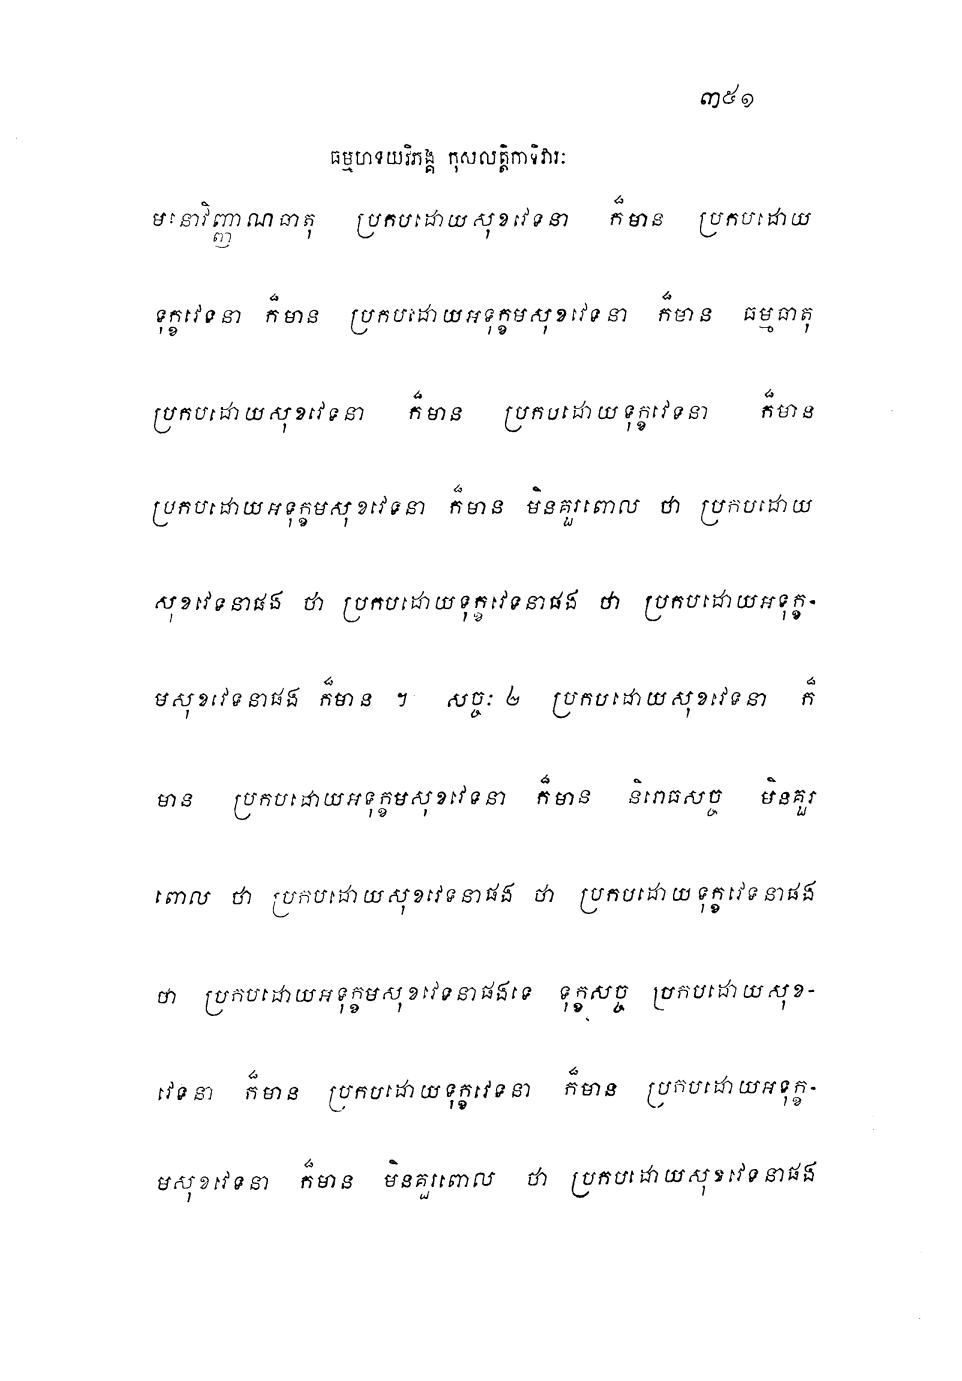 ៣៥១
ធម្មហទយវិភង្គ កុសលត្តិកាទិវារៈ
មនោវិញ្ញាណធាតុ ប្រកបដោយសុខវេទនា ក៏មាន ប្រកបដោយ
ទុក្ខវេទនា ក៏មាន ប្រកបដោយអទុក្ខមសុខវេទនា ក៏មាន ធម្មធាតុ
ប្រកបដោយសុខវេទនា ក៏មាន ប្រកបដោយទុក្ខវេទនា ក៏មាន
ប្រកបដោយអទុក្ខមសុខវេទនា ក៏មាន មិនគួរពោល ថា ប្រកបដោយ
សុខវេទនាផង ថា ប្រកបដោយទុក្ខវេទនាផង ថា ប្រកបដោយអទុក្ខ-
មសុខវេទនាផង ក៏មាន ។ សច្ចៈ ២ ប្រកបដោយសុខវេទនា ក៏
មាន ប្រកបដោយអទុក្ខមសុខវេទនា ក៏មាន និរោធសច្ច មិនគួរ
ពោល ថា ប្រកបដោយសុខវេទនាផង ថា ប្រកបដោយទុក្ខវេទនាផង
ថា ប្រកបដោយអទុក្ខមសុខវេទនាផងទេ ទុក្ខសច្ច ប្រកបដោយសុខ-
វេទនា ក៏មាន ប្រកបដោយទុក្ខវេទនា ក៏មាន ប្រកបដោយអទុក្ខ-
មសុខវេទនា ក៏មាន មិនគួរពោល ថា ប្រកបដោយសុខវេទនាផង